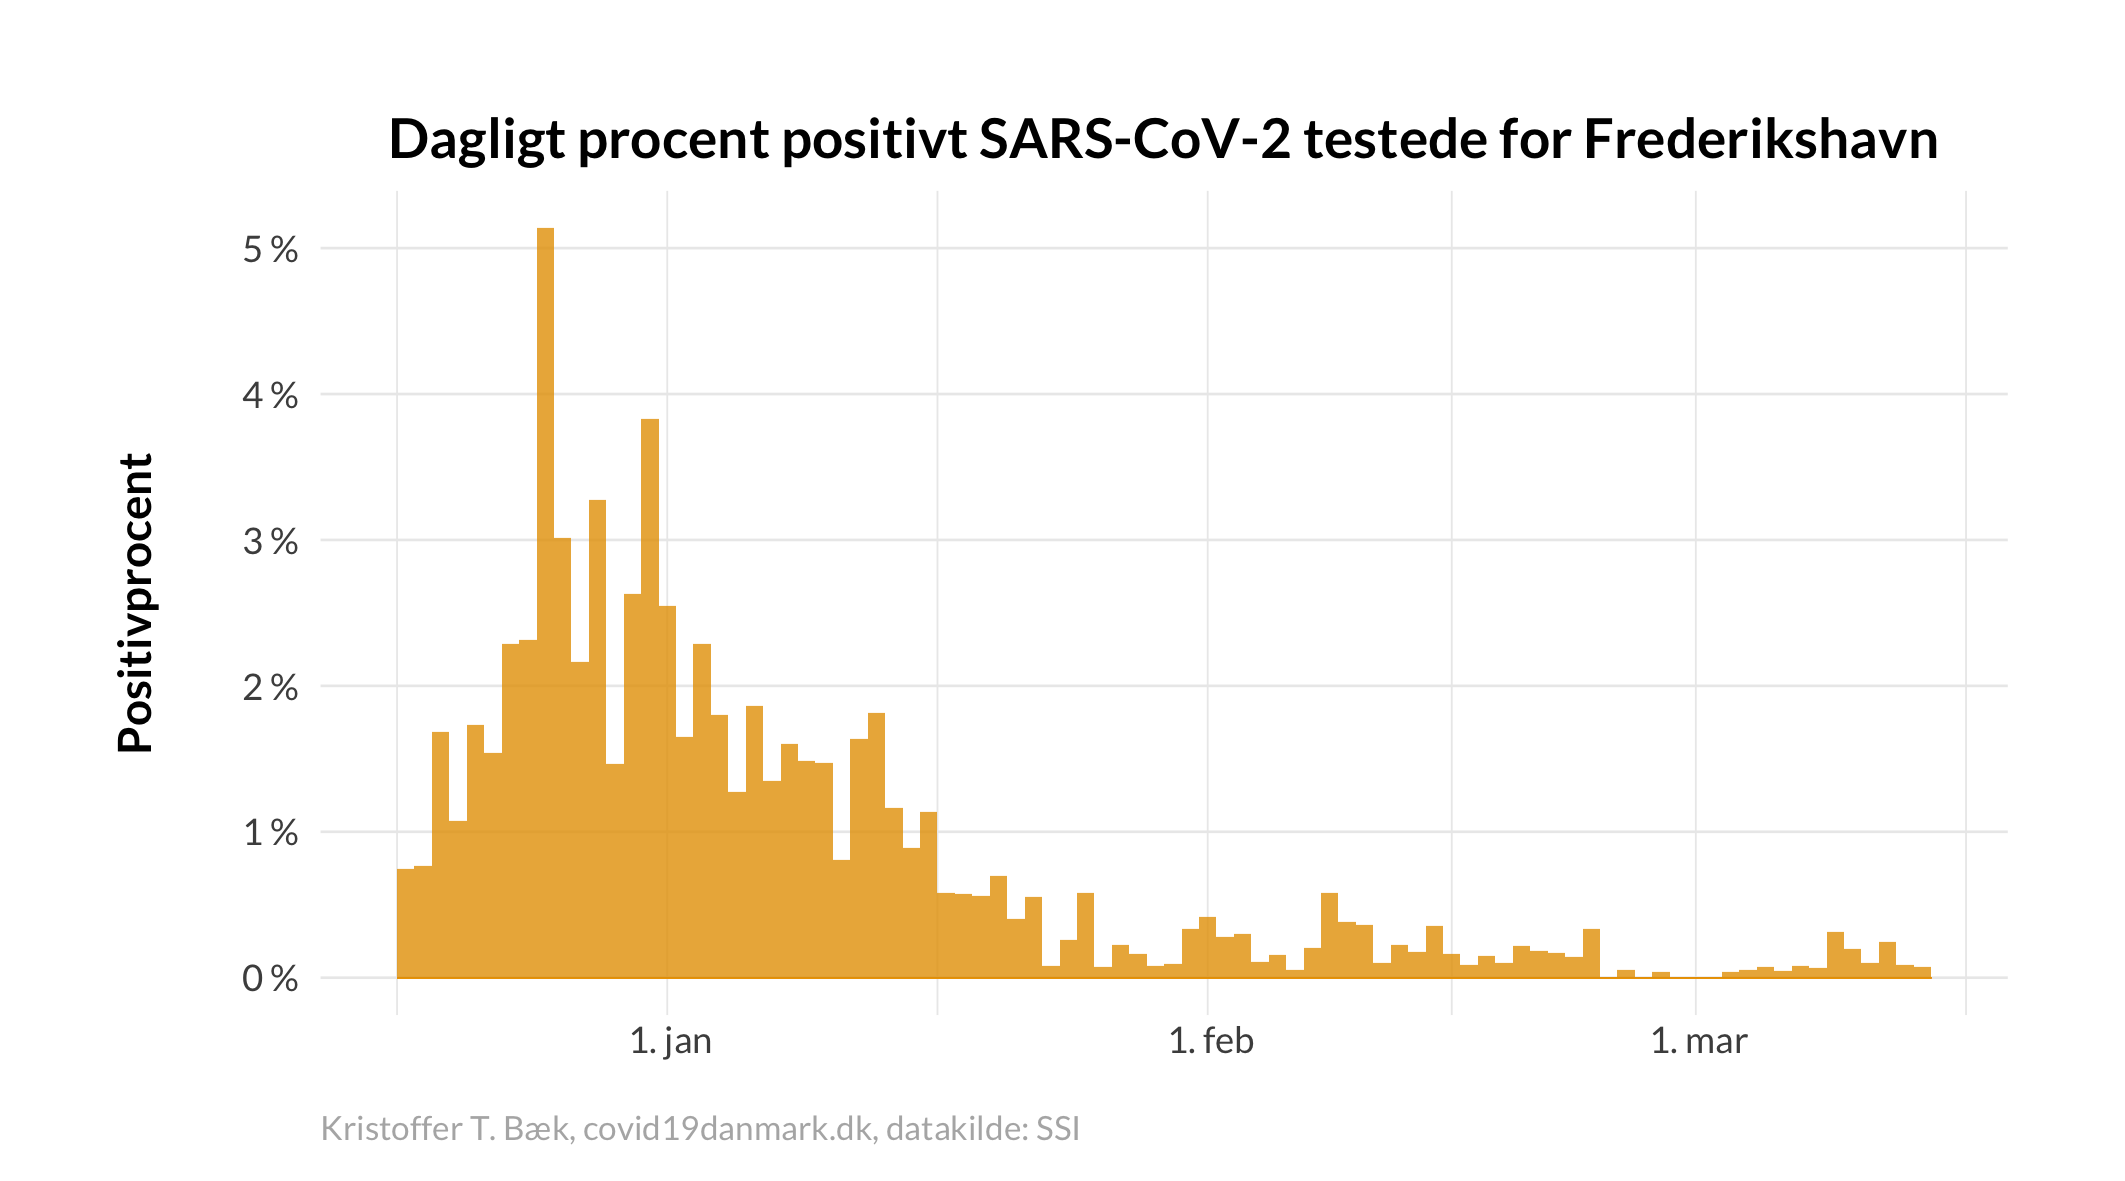 Dagligt procent positivt SARS-CoV-2 testede for Frederikshavn
Positivprocent
5 %
4 %
3 %
2 %
1 %
0 %
1. jan
1. feb
1. mar
Kristoffer T. Bæk, covid19danmark.dk, datakilde: SSI